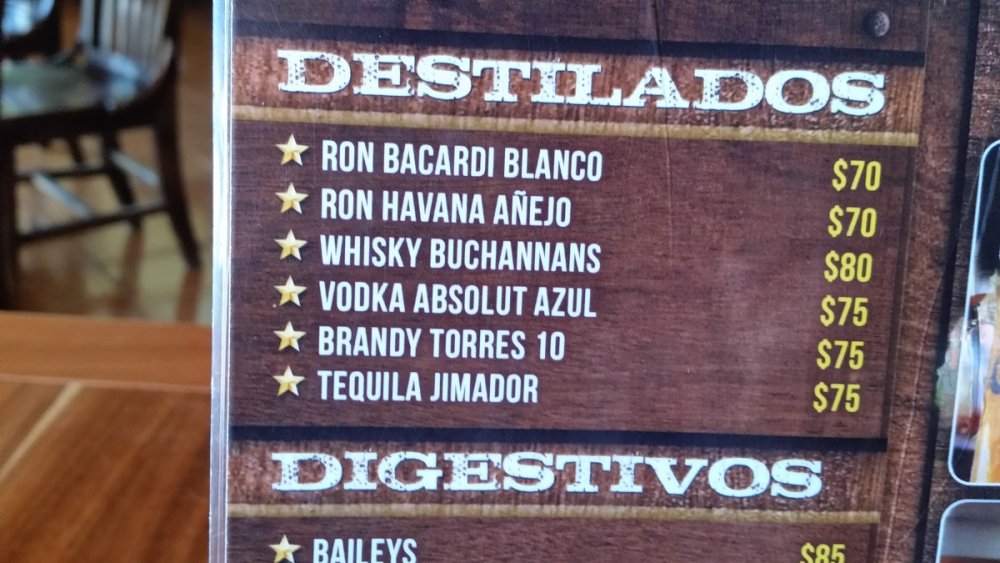 DESTILADOS
RON BACARDI BLANCO $70
RON HAVANA AÑEJO $70
WHISKY BUCHANNANS $80
VODKA ABSOLUT AZUL $75
BRANDY TORRES 10 $75
TEQUILA JIMADOR $75
DIGESTIVOS
BAILEYS $85